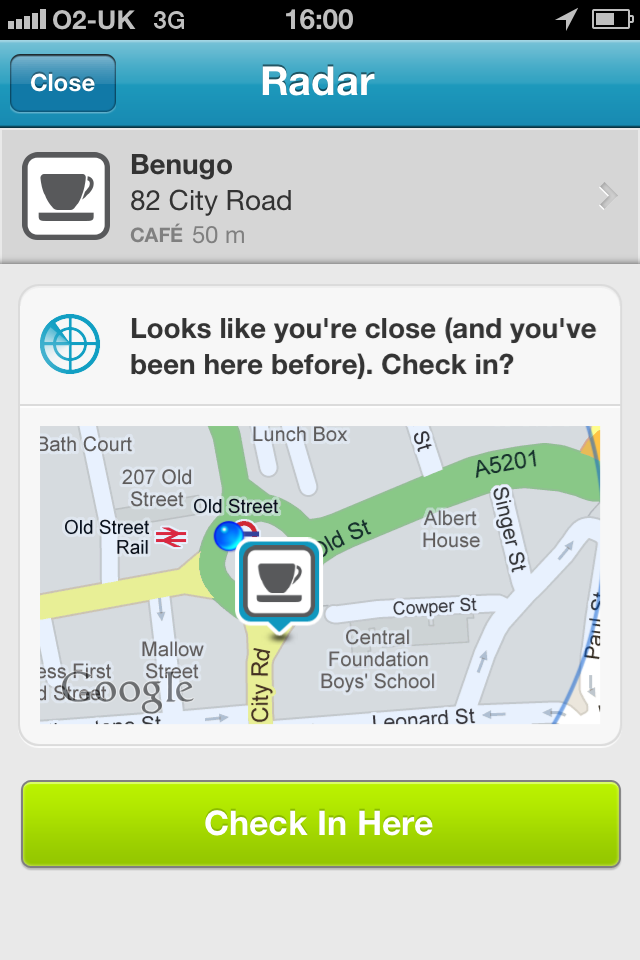 O2-UK 3G 16:00
Close
Radar
Benugo
82 City Road
CAFÉ 50 m
Looks like you're close (and you've
been here before). Check in?
Bath Court
Lunch Box
St
A5201
207 Old
Street
Old Street
Old Street
Rail
Old St
Albert
House
Singer St
Cowper St
Mallow
Street
Central
Foundation
Boys' School
ess First
d Street
Google
City Rd
Paul St
Leonard St
Check In Here